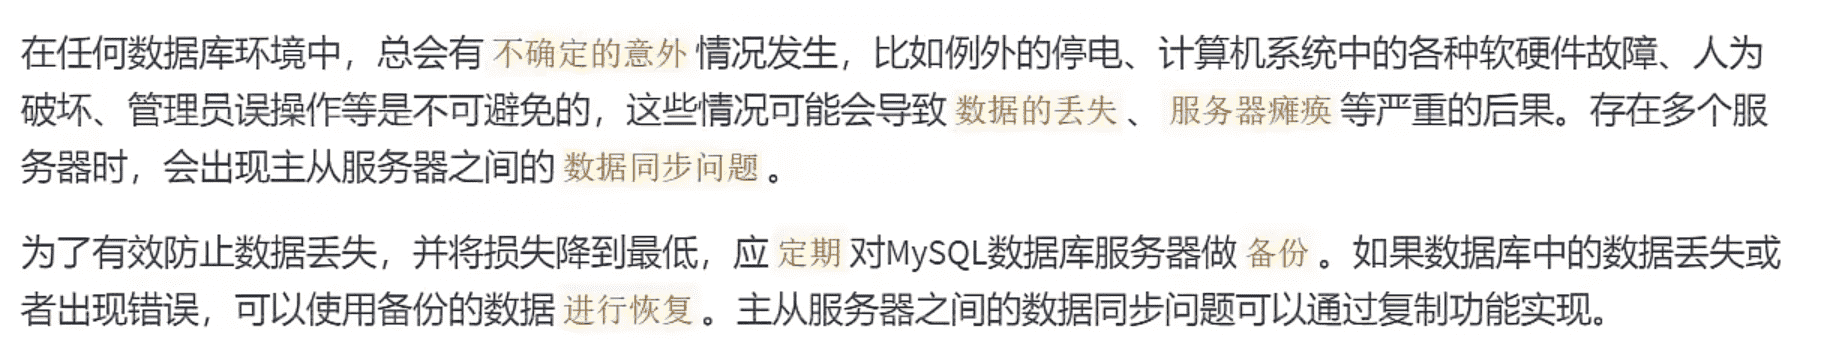 在任何数据库环境中，总会有 不确定的意外 情况发生，比如例外的停电、计算机系统中的各种软硬件故障、人为
破坏、管理员误操作等是不可避免的，这些情况可能会导致 数据的丢失 、 服务器瘫痪 等严重的后果。存在多个服
务器时，会出现主从服务器之间的 数据同步问题 。
为了有效防止数据丢失，并将损失降到最低，应 定期 对MySQL数据库服务器做 备份 。如果数据库中的数据丢失或
者出现错误，可以使用备份的数据 进行恢复 。主从服务器之间的数据同步问题可以通过复制功能实现。